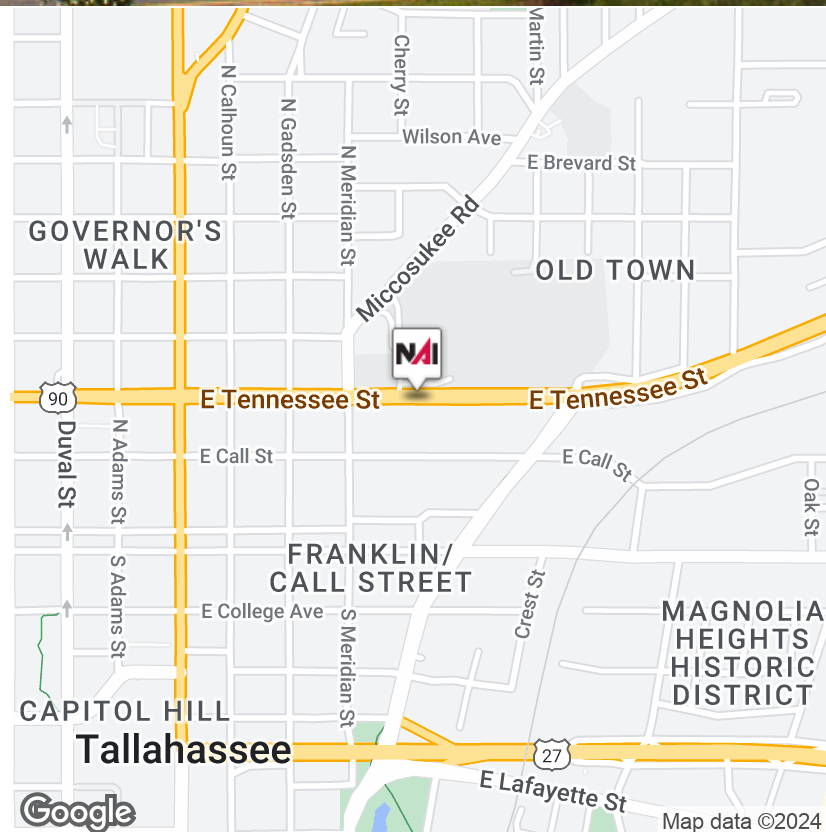 Martin St
Cherry St
N Calhoun St
N Gadsden St
Wilson Ave
N Meridian St
E Brevard St
Miccosukee Rd
GOVERNOR'S
WALK
OLD TOWN
NAI
90
E Tennessee St
E Tennessee St
Duval St
N Adams St
E Call St
E Call St
Oak St
S Adams St
FRANKLIN/
CALL STREET
Crest St
E College Ave
S Meridian St
MAGNOLIA
HEIGHTS
HISTORIC
DISTRICT
CAPITOL HILL
Tallahassee
27
E Lafayette St
Google
Map data ©2024